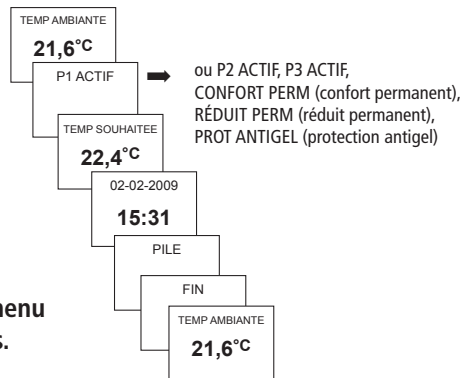 TEMP AMBIANTE
21,6°C
P1 ACTIF
ou P2 ACTIF, P3 ACTIF,
CONFORT PERM (confort permanent),
RÉDUIT PERM (réduit permanent),
PROT ANTIGEL (protection antigel)
TEMP SOUHAITEE
22,4°C
02-02-2009
15:31
PILE
FIN
TEMP AMBIANTE
21,6°C